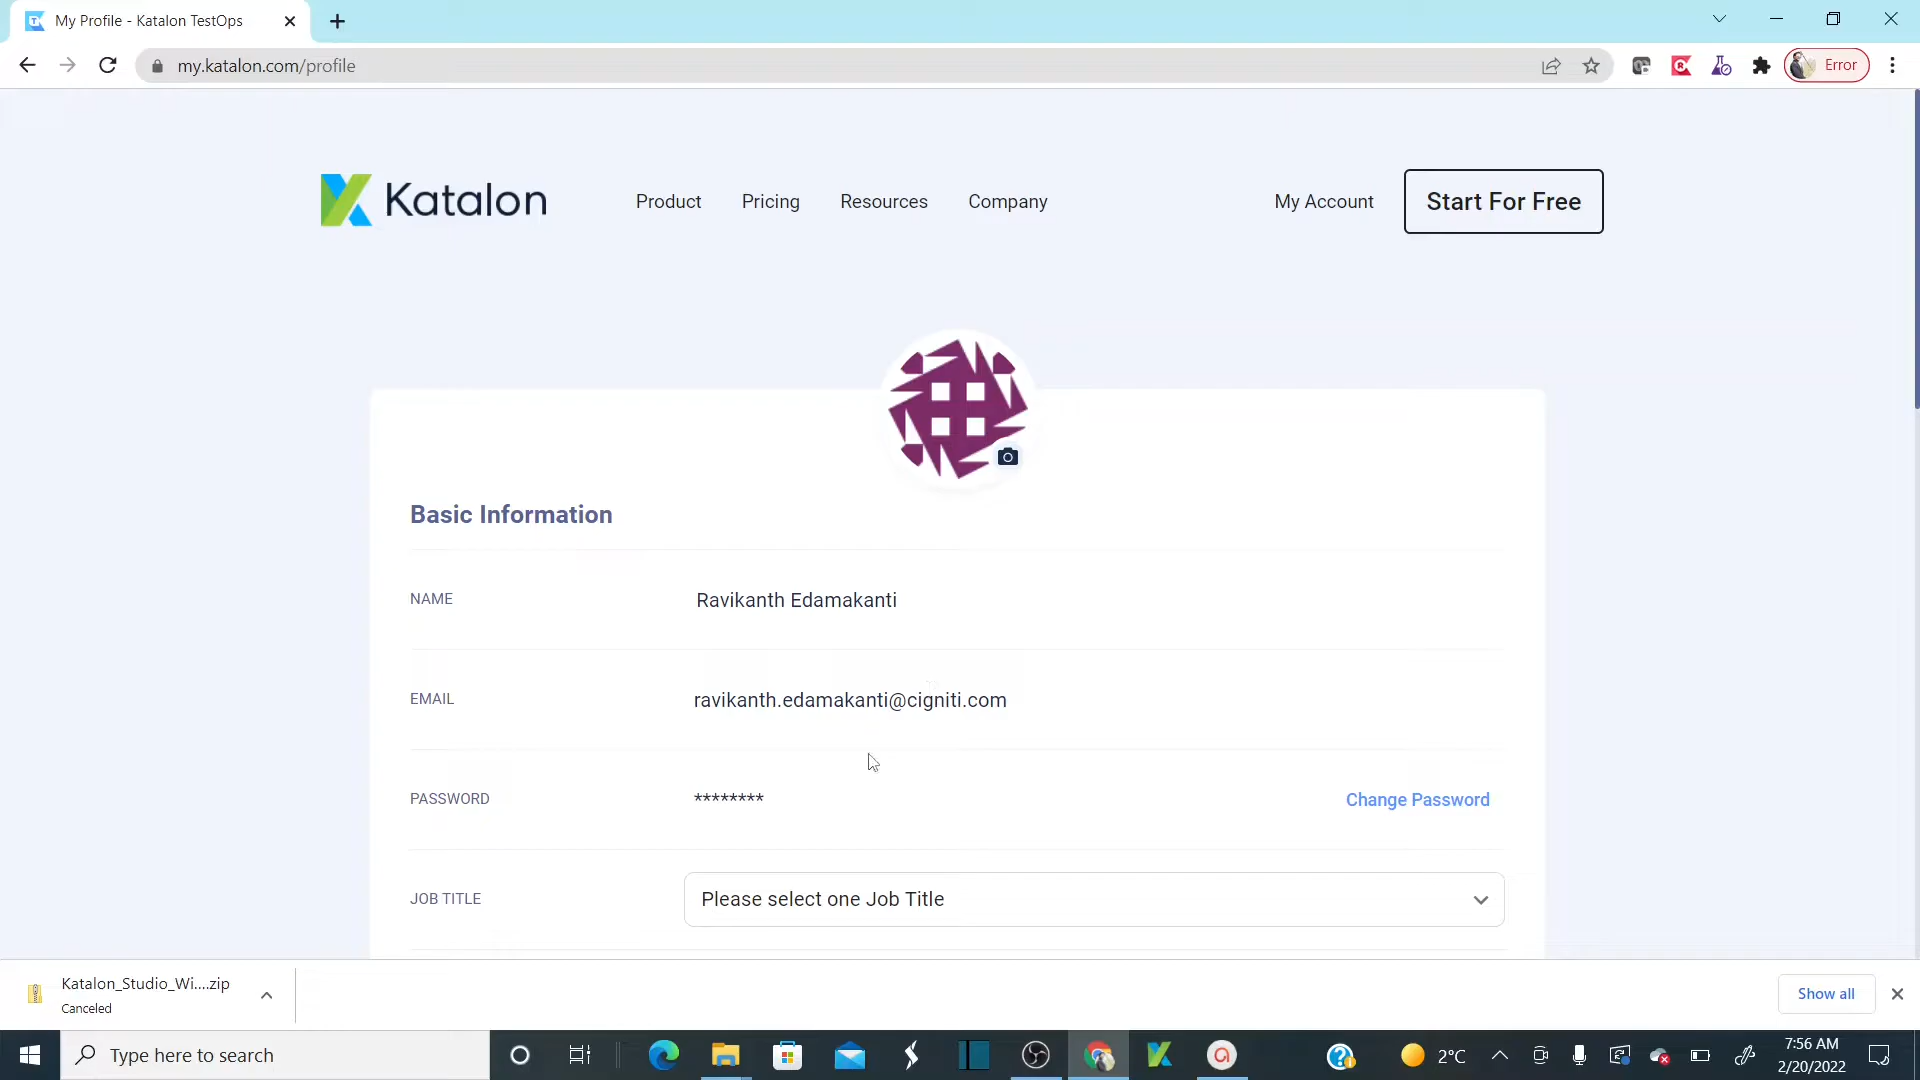 My Profile - Katalon TestOps
my.katalon.com/profile
Error
Katalon
Product
Pricing
Resources
Company
My Account
Start For Free
Basic Information
NAME
Ravikanth Edamakanti
EMAIL
ravikanth.edamakanti@cigniti.com
PASSWORD
********
Change Password
JOB TITLE
Please select one Job Title
Katalon_Studio_Wi....zip
Canceled
Show all
Type here to search
2°C
7:56 AM
2/20/2022